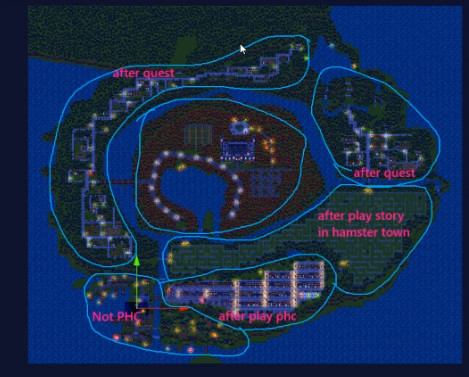 after quest
after quest
after play story
in hamster town
Not PHC
after play phc